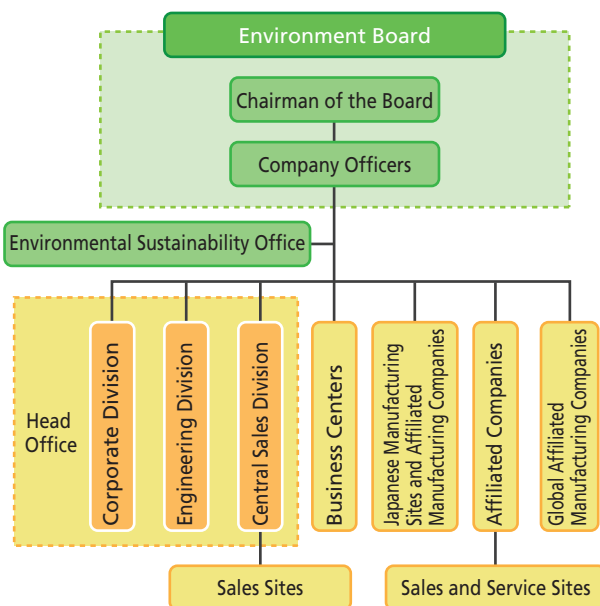 Environment Board
Chairman of the Board
Company Officers
Environmental Sustainability Office
Head
Office
Corporate Division
Engineering Division
Central Sales Division
Business Centers
Japanese Manufacturing
Sites and Affiliated
Manufacturing Companies
Affiliated Companies
Global Affiliated
Manufacturing Companies
Sales Sites
Sales and Service Sites